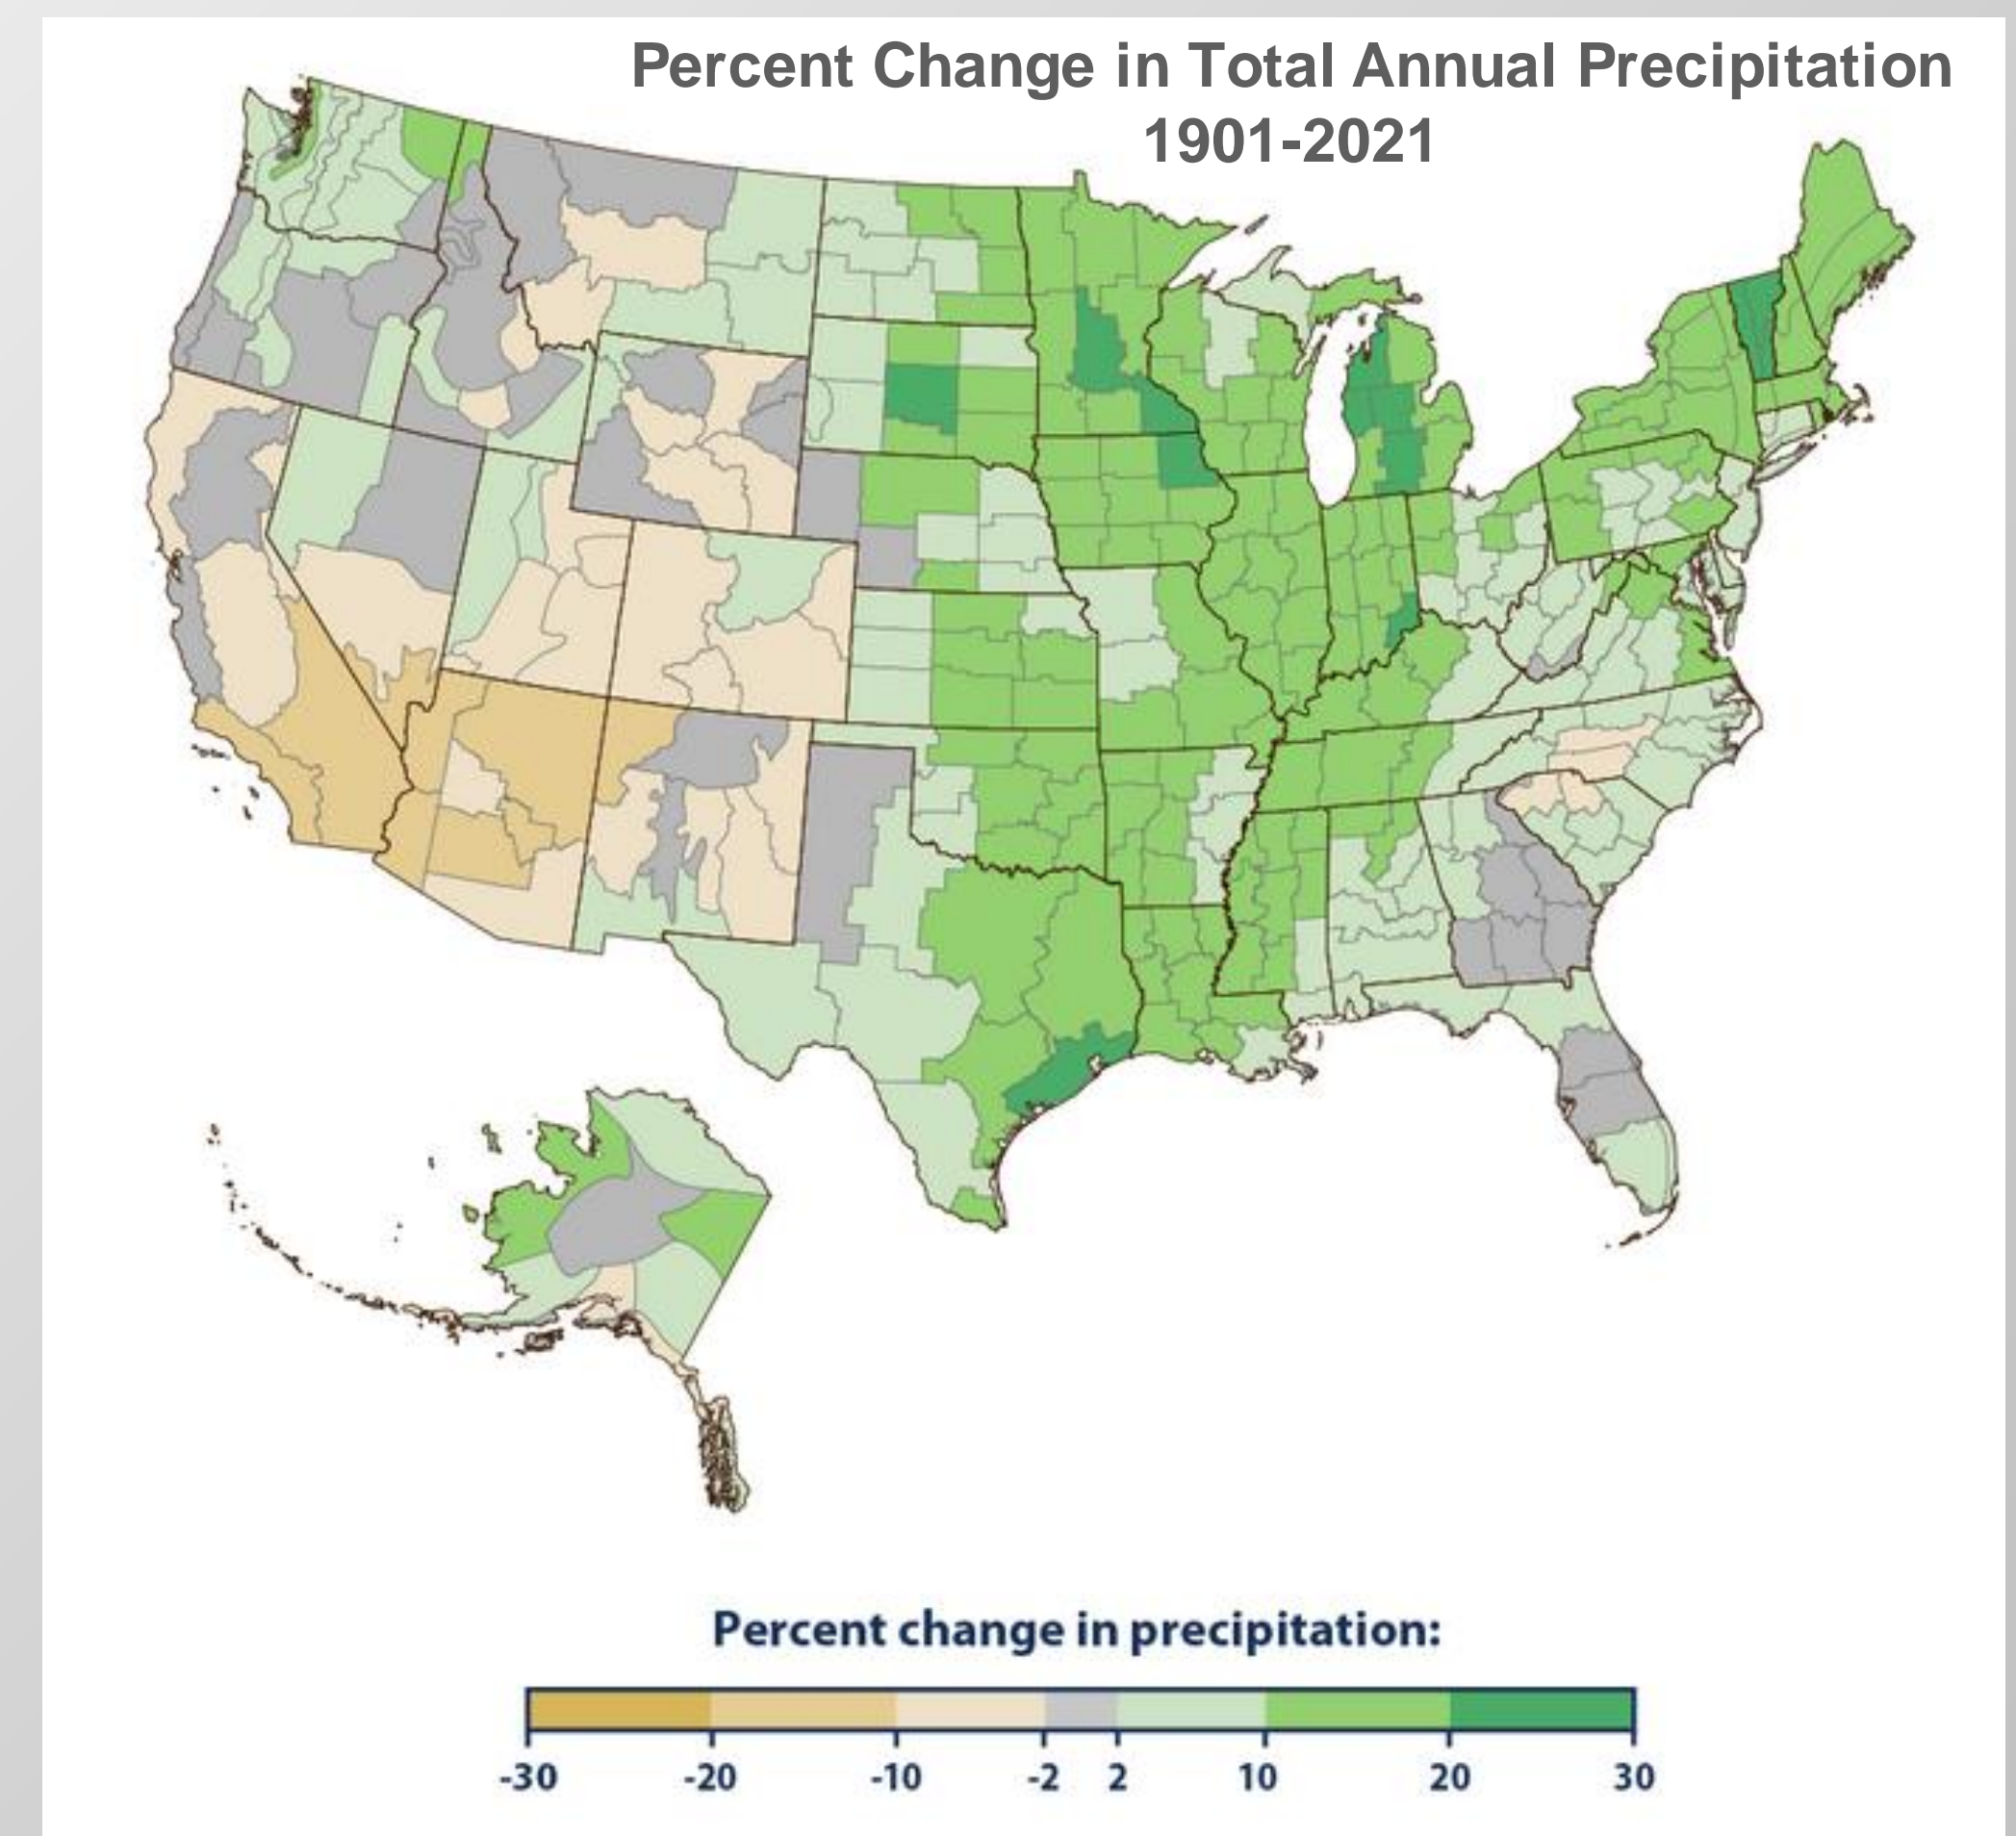 Percent Change in Total Annual Precipitation
1901-2021
Percent change in precipitation:
-30 -20 -10 -2 2 10 20 30